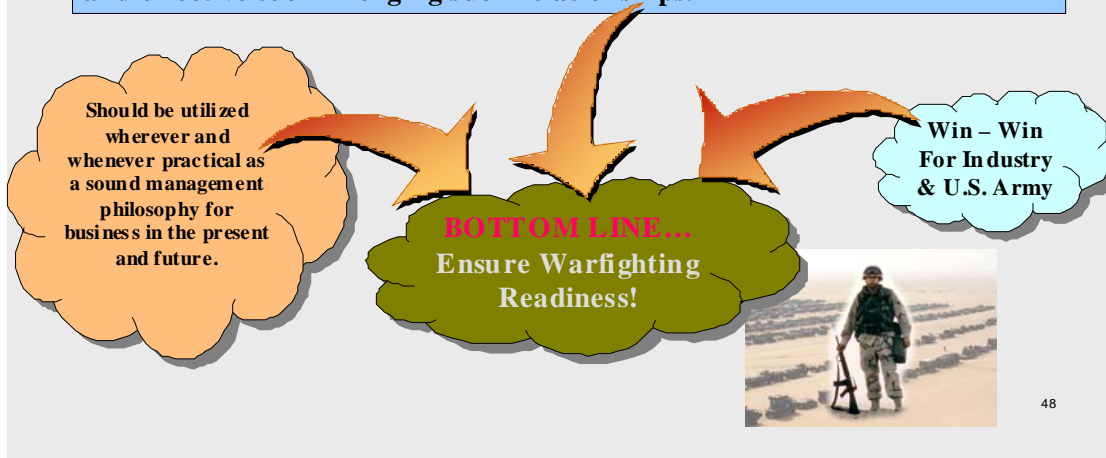 Should be utilized
wherever and
whenever practical as
a sound management
philosophy for
business in the present
and future.
BOTTOM LINE…
Ensure Warfighting
Readiness!
Win – Win
For Industry
& U.S. Army
48